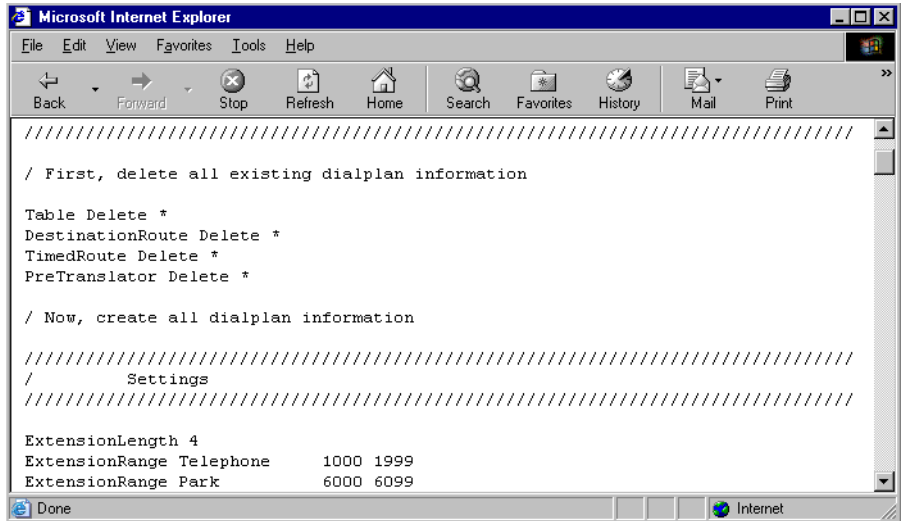 Microsoft Internet Explorer
File Edit View Favorites Tools Help
»
Back Forward Stop Refresh Home Search Favorites History Mail Print
/////////////////////////////////////////////////////////////////////////////////
/ First, delete all existing dialplan information
Table Delete *
DestinationRoute Delete *
TimedRoute Delete *
PreTranslator Delete *
/ Now, create all dialplan information
/////////////////////////////////////////////////////////////////////////////////
/ Settings
/////////////////////////////////////////////////////////////////////////////////
ExtensionLength 4
ExtensionRange Telephone 1000 1999
ExtensionRange Park 6000 6099
Done Internet